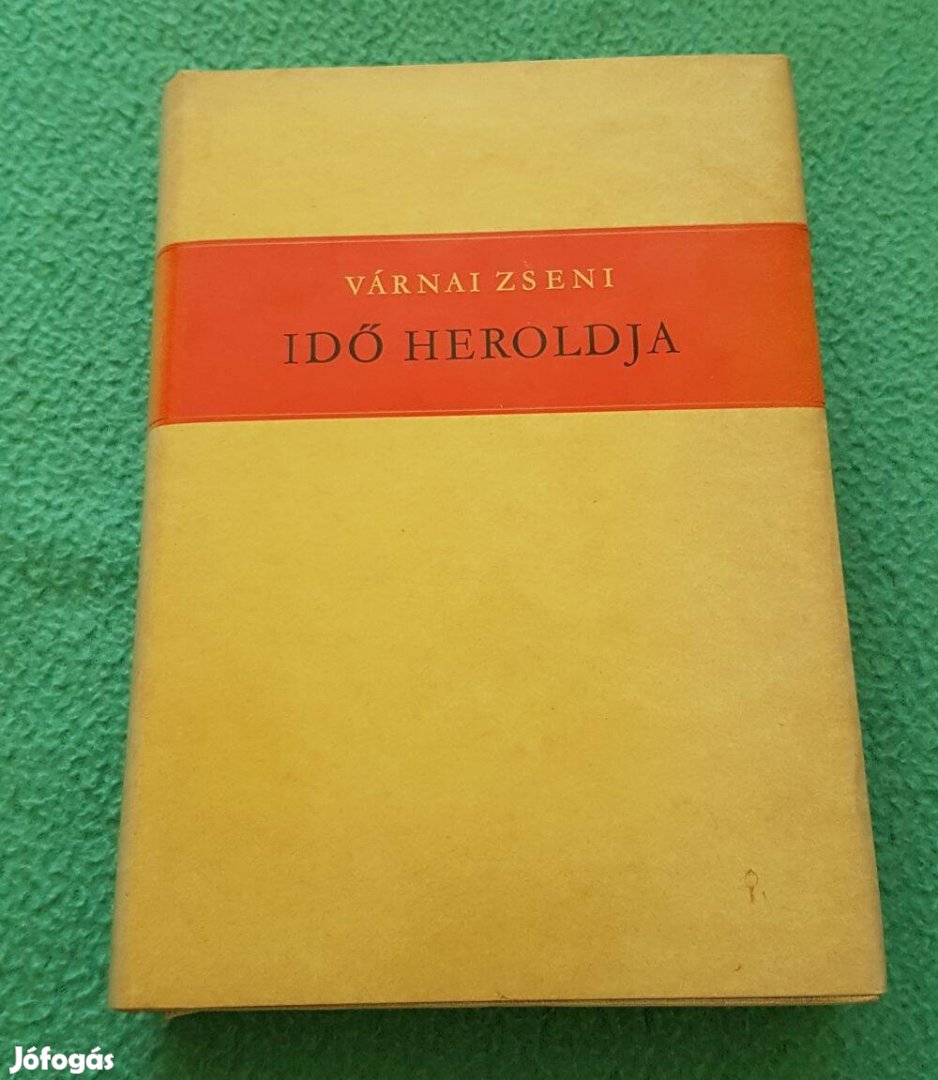 VÁRNAI ZSENI
IDŐ HEROLDJA
Jófogás